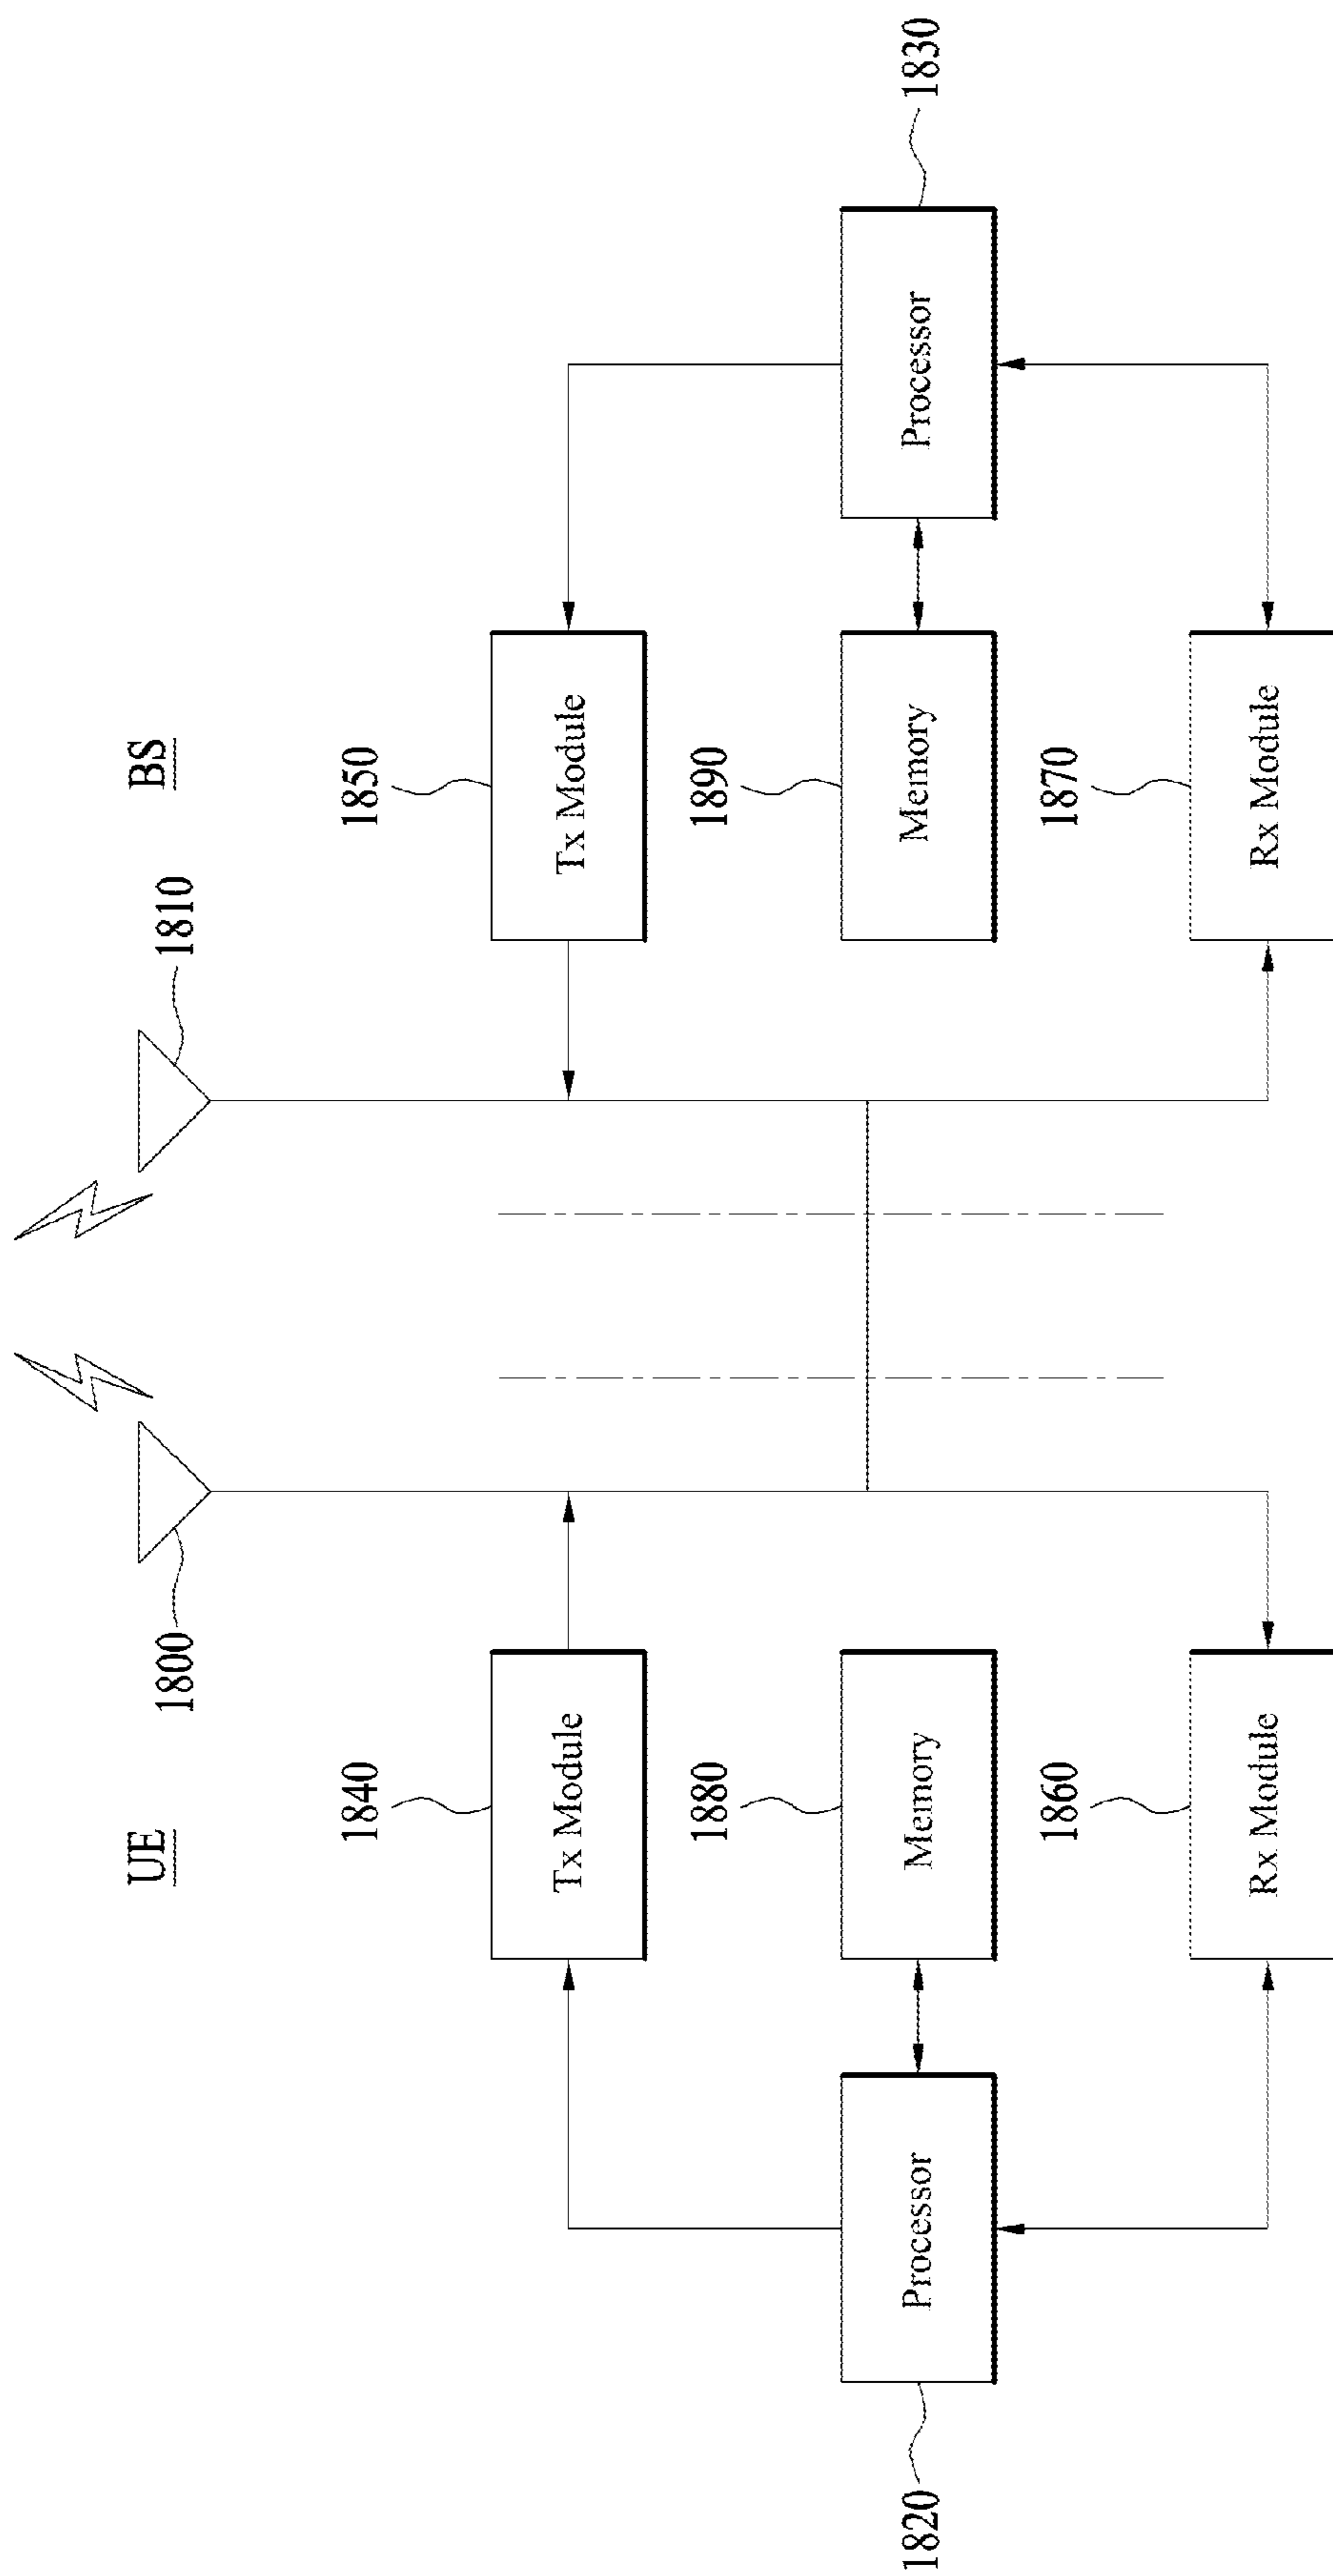 UE
BS
1800
1810
1840
Tx Module
1850
Tx Module
1820
Processor
1880
Memory
1890
Memory
Processor
1830
1860
Rx Module
1870
Rx Module